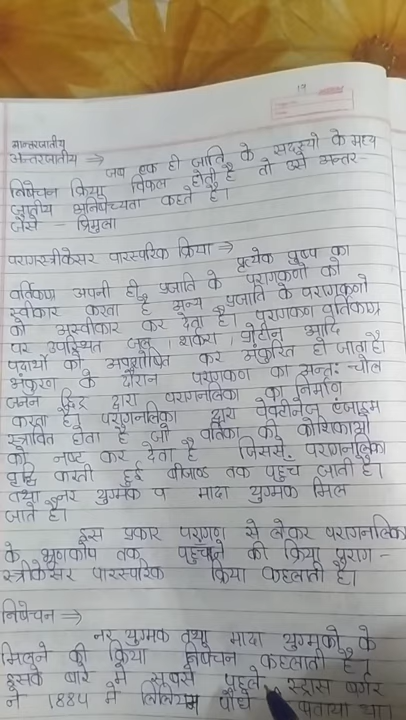 17
मान्तरजातीय
अन्तरजातीय ⇒
जब एक ही जाति के सदस्यो के मध्य
निषेचन क्रिया विफल होती है तो उसे अन्तर-
जातीय अनिषेच्यता कहते है।
जैसे - प्रिमुला
परागस्त्रीकेसर पारस्परिक क्रिया ⇒
प्रत्येक पुष्प का
वर्तिकाग्र अपनी ही प्रजाति के परागकणो को
स्वीकार करता है अन्य प्रजाति के परागकणो
को अस्वीकार कर देता है। परागकण वर्तिकाग्र
पर उपस्थित जल, शर्करा, प्रोटीन आदि
पदार्थो को अवशोषित कर अंकुरित हो जाता है।
अंकुरण के दौरान परागकण का अन्तः चोल
जनन छिद्र द्वारा परागनलिका का निर्माण
करता है, परागनलिका द्वारा पेक्टीनेज एंजाइम
स्त्रावित होता है जो वर्तिका की कोशिकाओ
को नष्ट कर देता है जिससे परागनलिका
वृद्दि करती हुई बीजाण्ड तक पहुंच जाती है।
तथा नर युग्मक व मादा युग्मक मिल
जाते है।
इस प्रकार परागण से लेकर परागनलिका
के भ्रूणकोष तक पहुंचाने की क्रिया पराग -
स्त्रीकेसर पारस्परिक क्रिया कहलाती है।
निषेचन ⇒
नर युग्मक तथा मादा युग्मको के
मिलने की क्रिया निषेचन कहलाती है।
इसके बारे में सबसे पहले स्ट्रास बर्गर
ने 1884 में लिलियम पौधे बताया था।